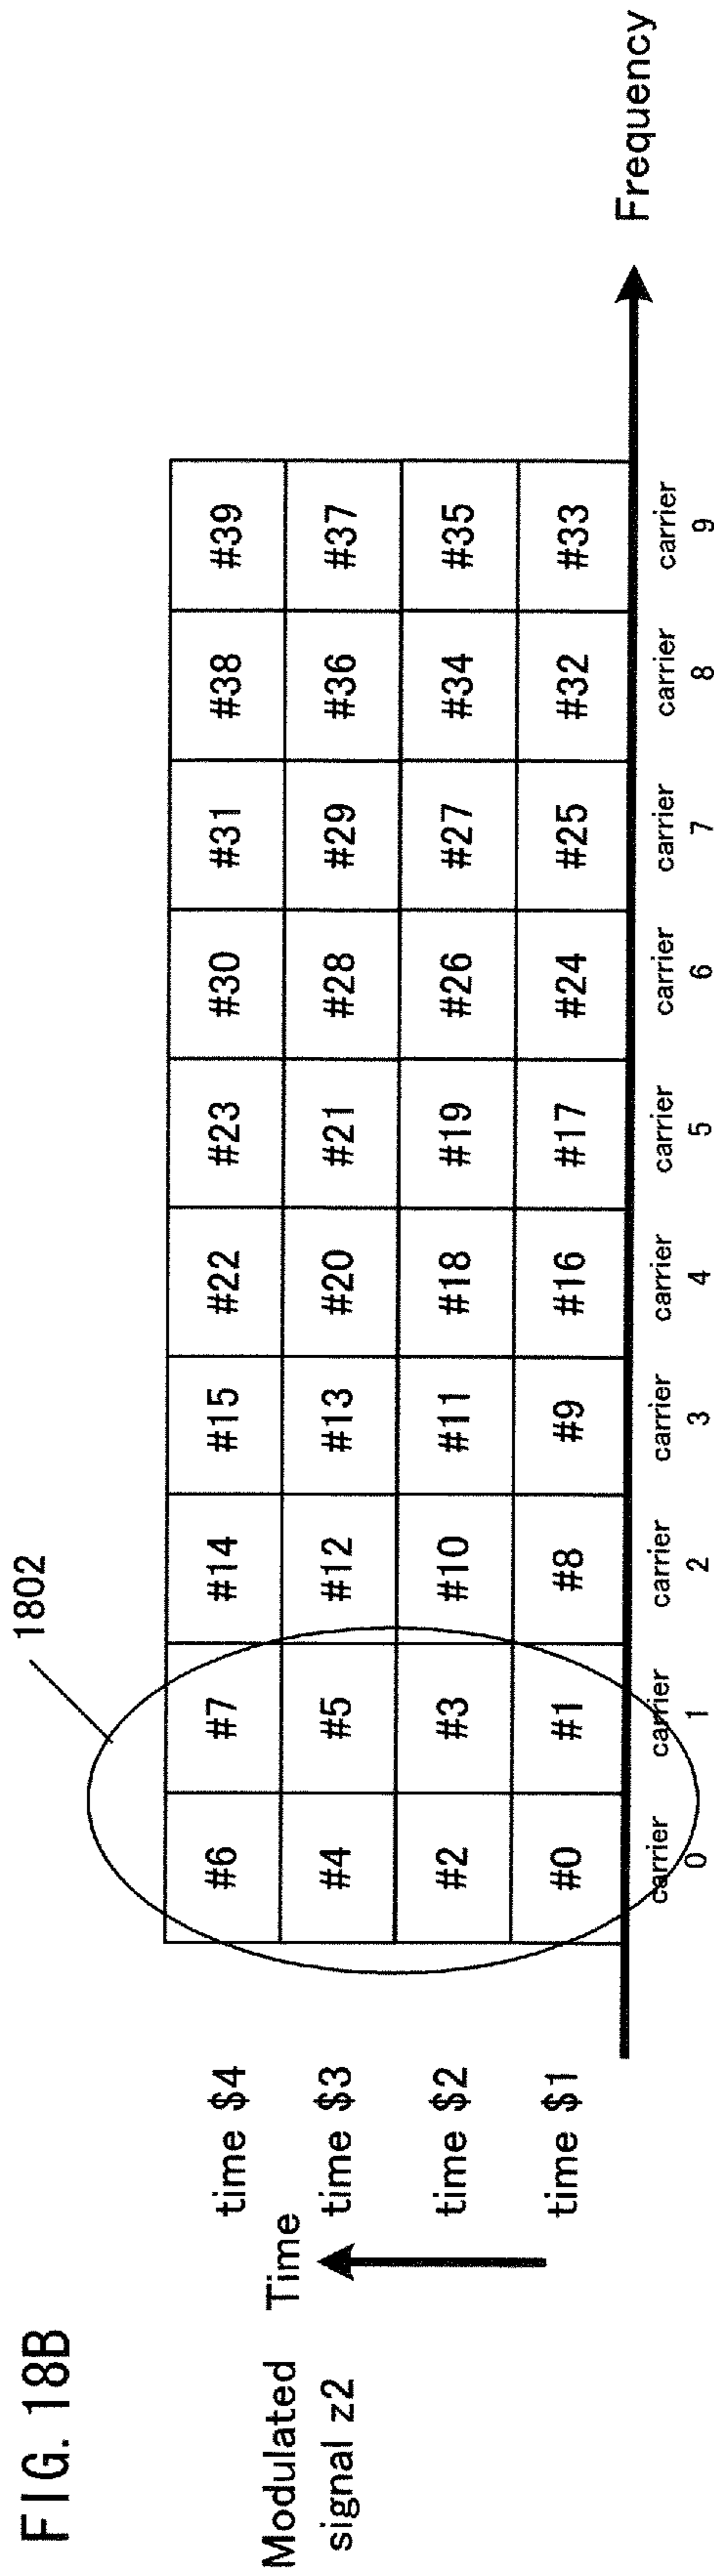 FIG. 18B
1802
Modulated
signal z2
Time
time $4 #6 #7 #14 #15 #22 #23 #30 #31 #38 #39
time $3 #4 #5 #12 #13 #20 #21 #28 #29 #36 #37
time $2 #2 #3 #10 #11 #18 #19 #26 #27 #34 #35
time $1 #0 #1 #8 #9 #16 #17 #24 #25 #32 #33
carrier carrier carrier carrier carrier carrier carrier carrier carrier carrier
0 1 2 3 4 5 6 7 8 9
Frequency